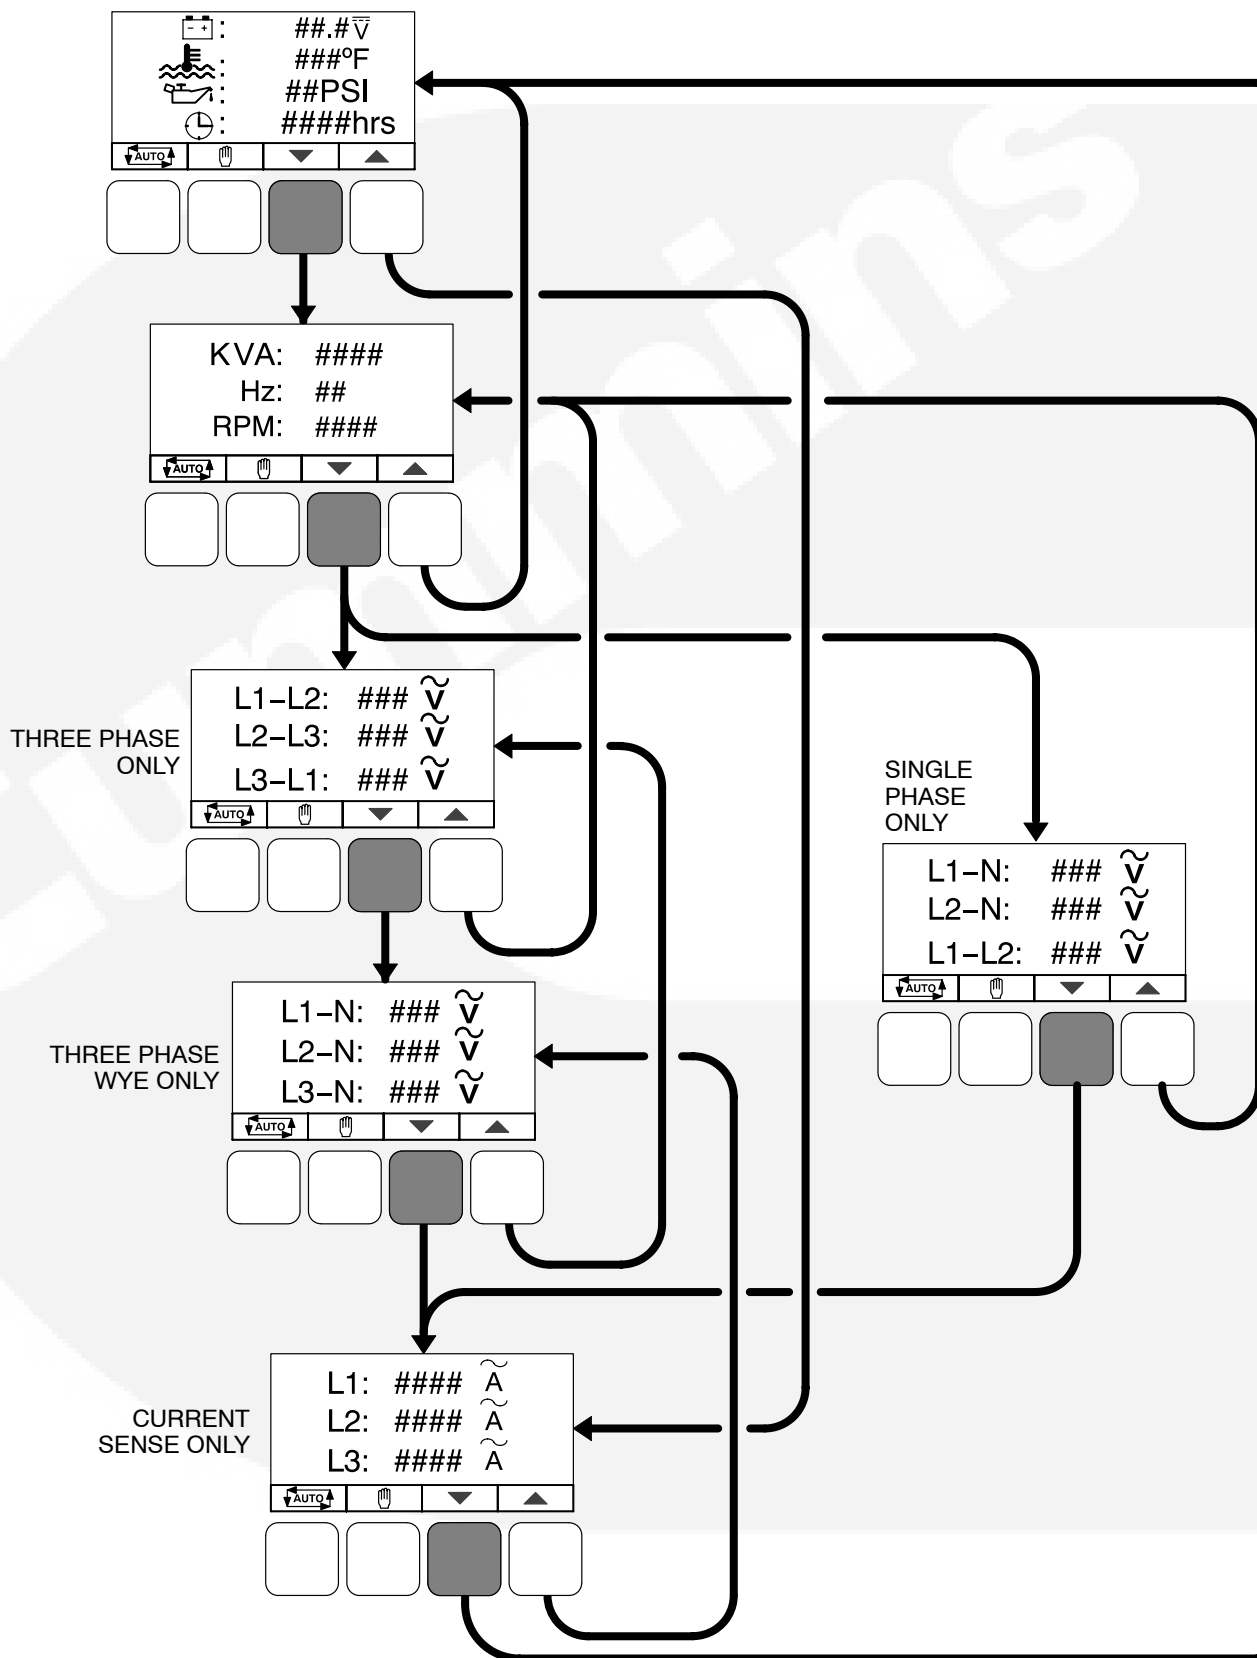 : ##.# V
: ###ºF
: ##PSI
: ####hrs
AUTO
KVA: ####
Hz: ##
RPM: ####
AUTO
THREE PHASE
ONLY
L1–L2: ### V
L2–L3: ### V
L3–L1: ### V
AUTO
SINGLE
PHASE
ONLY
L1–N: ### V
L2–N: ### V
L1–L2: ### V
AUTO
THREE PHASE
WYE ONLY
L1–N: ### V
L2–N: ### V
L3–N: ### V
AUTO
CURRENT
SENSE ONLY
L1: #### A
L2: #### A
L3: #### A
AUTO
Cummins